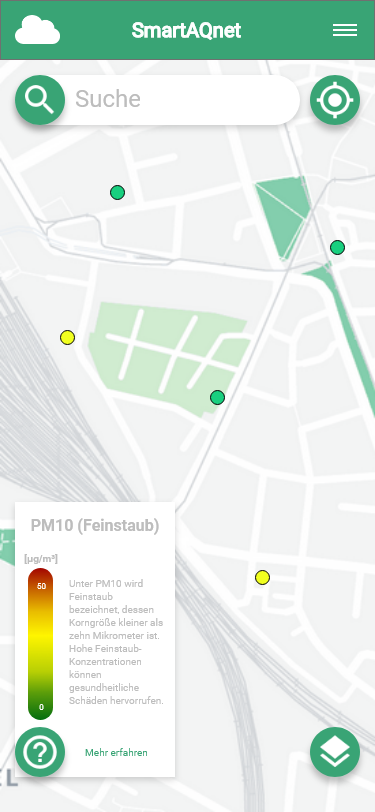 SmartAQnet
Suche
PM10 (Feinstaub)
[µg/m³]
50
Unter PM10 wird
Feinstaub
bezeichnet, dessen
Korngröße kleiner als
zehn Mikrometer ist.
Hohe Feinstaub-
Konzentrationen
können
gesundheitliche
Schäden hervorrufen.
0
Mehr erfahren